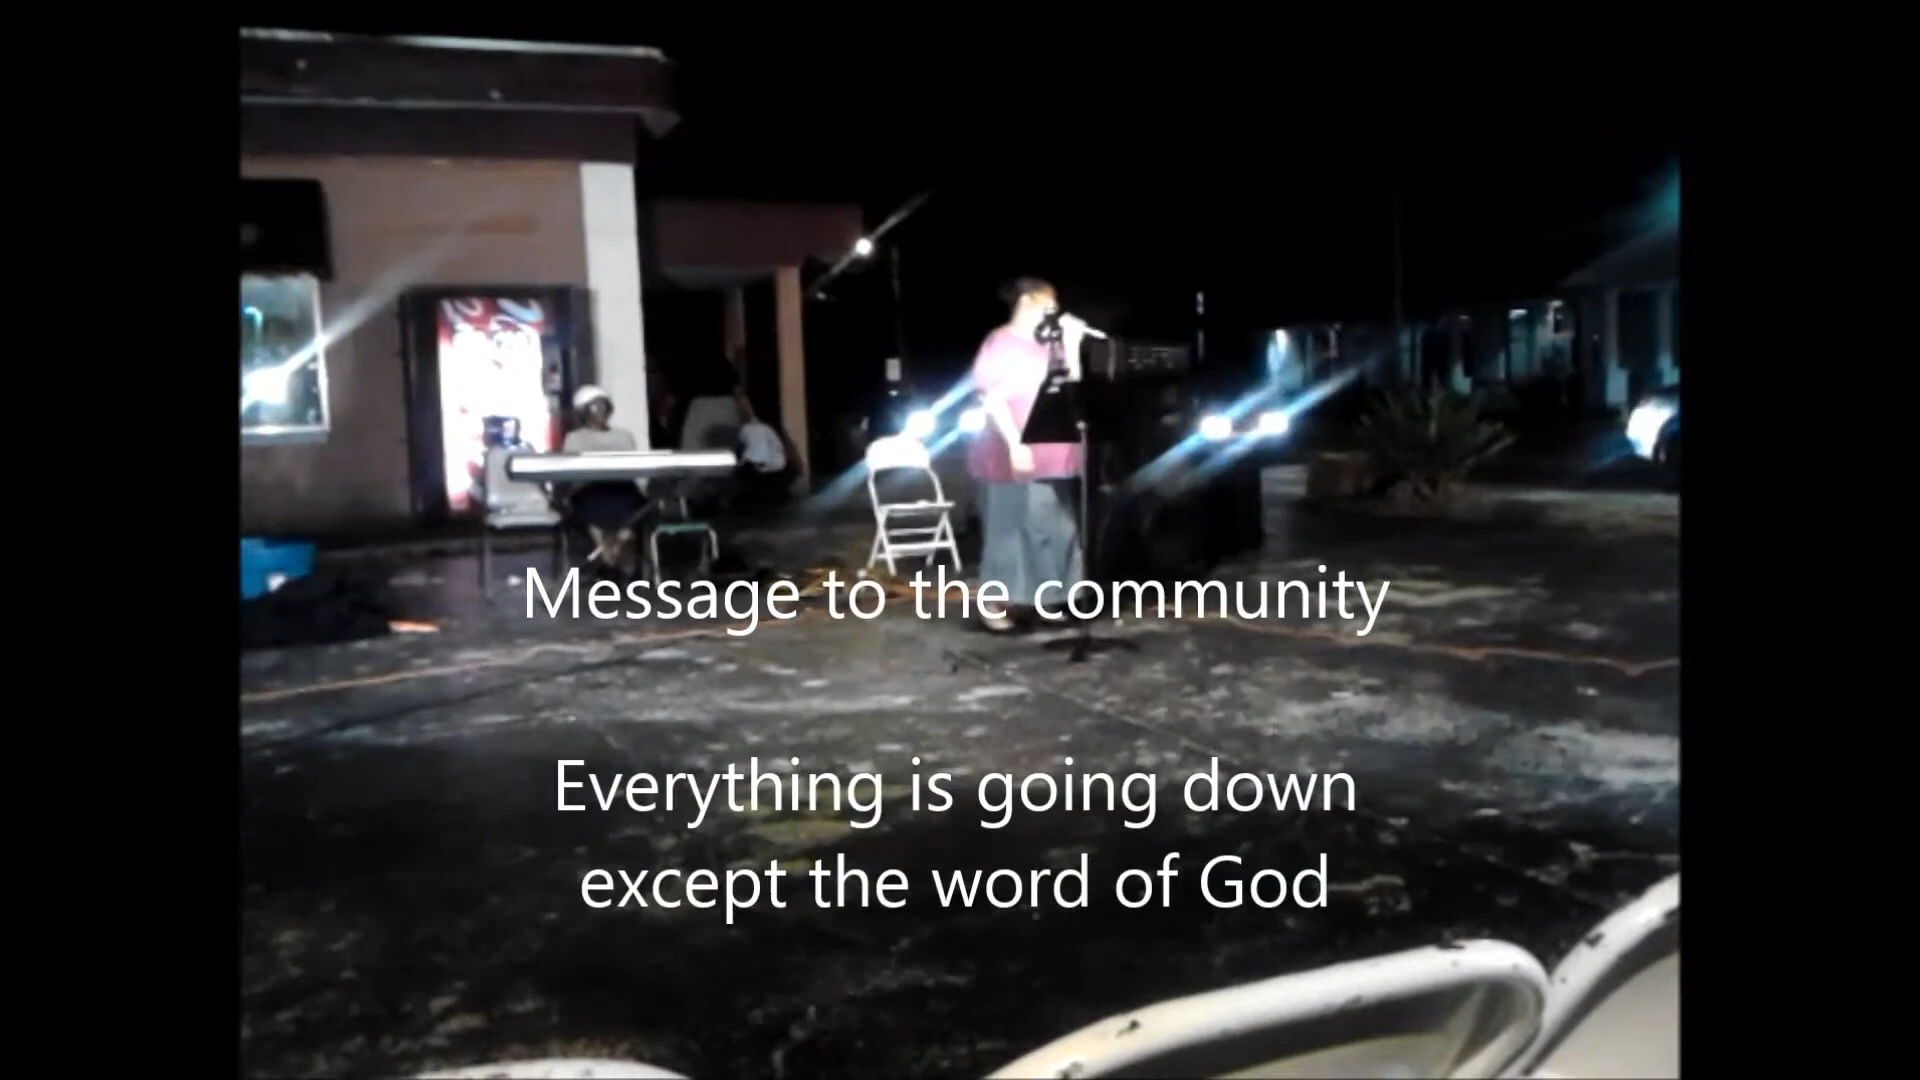 Message to the community
Everything is going down
except the word of God